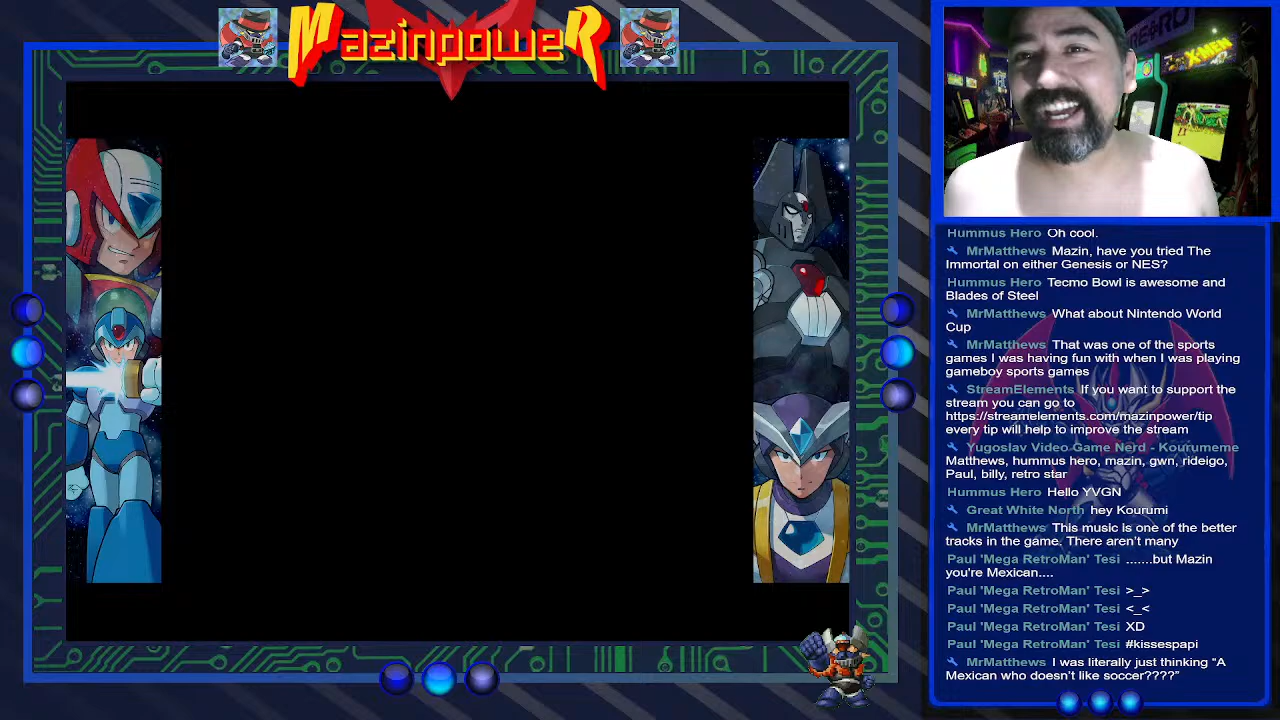 MazinpoweR
X-MEN
Hummus Hero Oh cool.
MrMatthews Mazin, have you tried The
Immortal on either Genesis or NES?
Hummus Hero Tecmo Bowl is awesome and
Blades of Steel
MrMatthews What about Nintendo World
Cup
MrMatthews That was one of the sports
games I was having fun with when I was playing
gameboy sports games
StreamElements If you want to support the
stream you can go to
https://streamelements.com/mazinpower/tip
every tip will help to improve the stream
Yugoslav Video Game Nerd - Kourumeme
Matthews, hummus hero, mazin, gwn, rideigo,
Paul, billy, retro star
Hummus Hero Hello YVGN
Great White North hey Kourumi
MrMatthews This music is one of the better
tracks in the game. There aren't many
Paul 'Mega RetroMan' Tesi .......but Mazin
you're Mexican....
Paul 'Mega RetroMan' Tesi >_>
Paul 'Mega RetroMan' Tesi <_<
Paul 'Mega RetroMan' Tesi XD
Paul 'Mega RetroMan' Tesi #kissespapi
MrMatthews I was literally just thinking "A
Mexican who doesn't like soccer????"